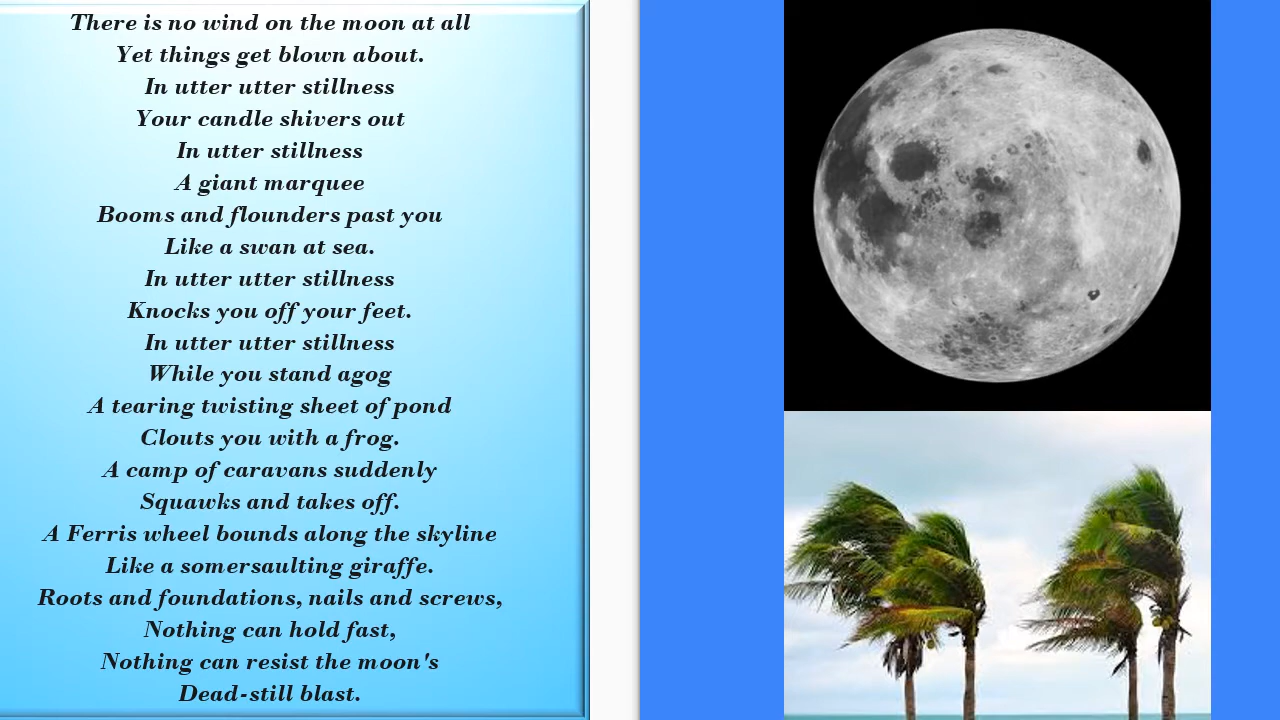 There is no wind on the moon at all
Yet things get blown about.
In utter utter stillness
Your candle shivers out
In utter stillness
A giant marquee
Booms and flounders past you
Like a swan at sea.
In utter utter stillness
Knocks you off your feet.
In utter utter stillness
While you stand agog
A tearing twisting sheet of pond
Clouts you with a frog.
A camp of caravans suddenly
Squawks and takes off.
A Ferris wheel bounds along the skyline
Like a somersaulting giraffe.
Roots and foundations, nails and screws,
Nothing can hold fast,
Nothing can resist the moon's
Dead-still blast.